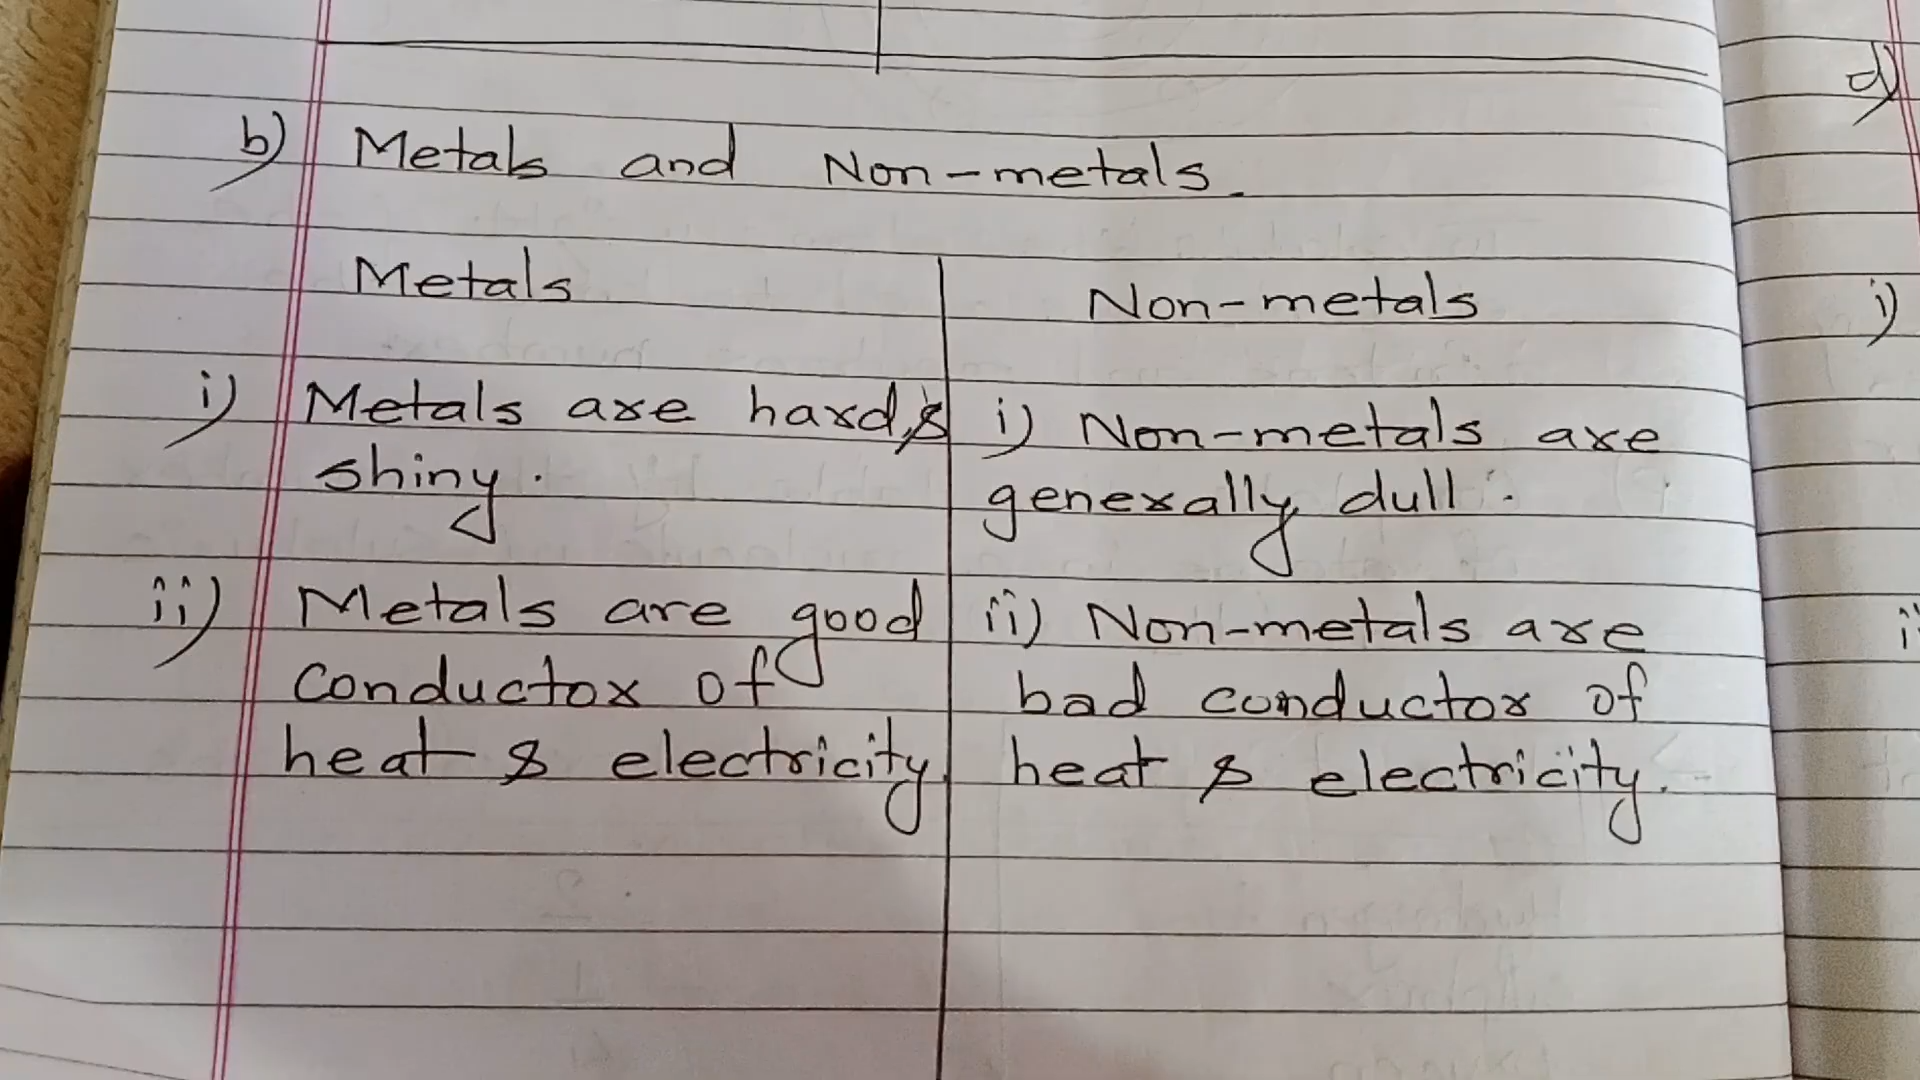 b) Metals and Non-metals.
Metals
Non-metals
i) Metals are hard, &
shiny.
i) Non-metals are
generally dull.
ii) Metals are good
conductor of
heat & electricity.
ii) Non-metals are
bad conductor of
heat & electricity.
d)
i)